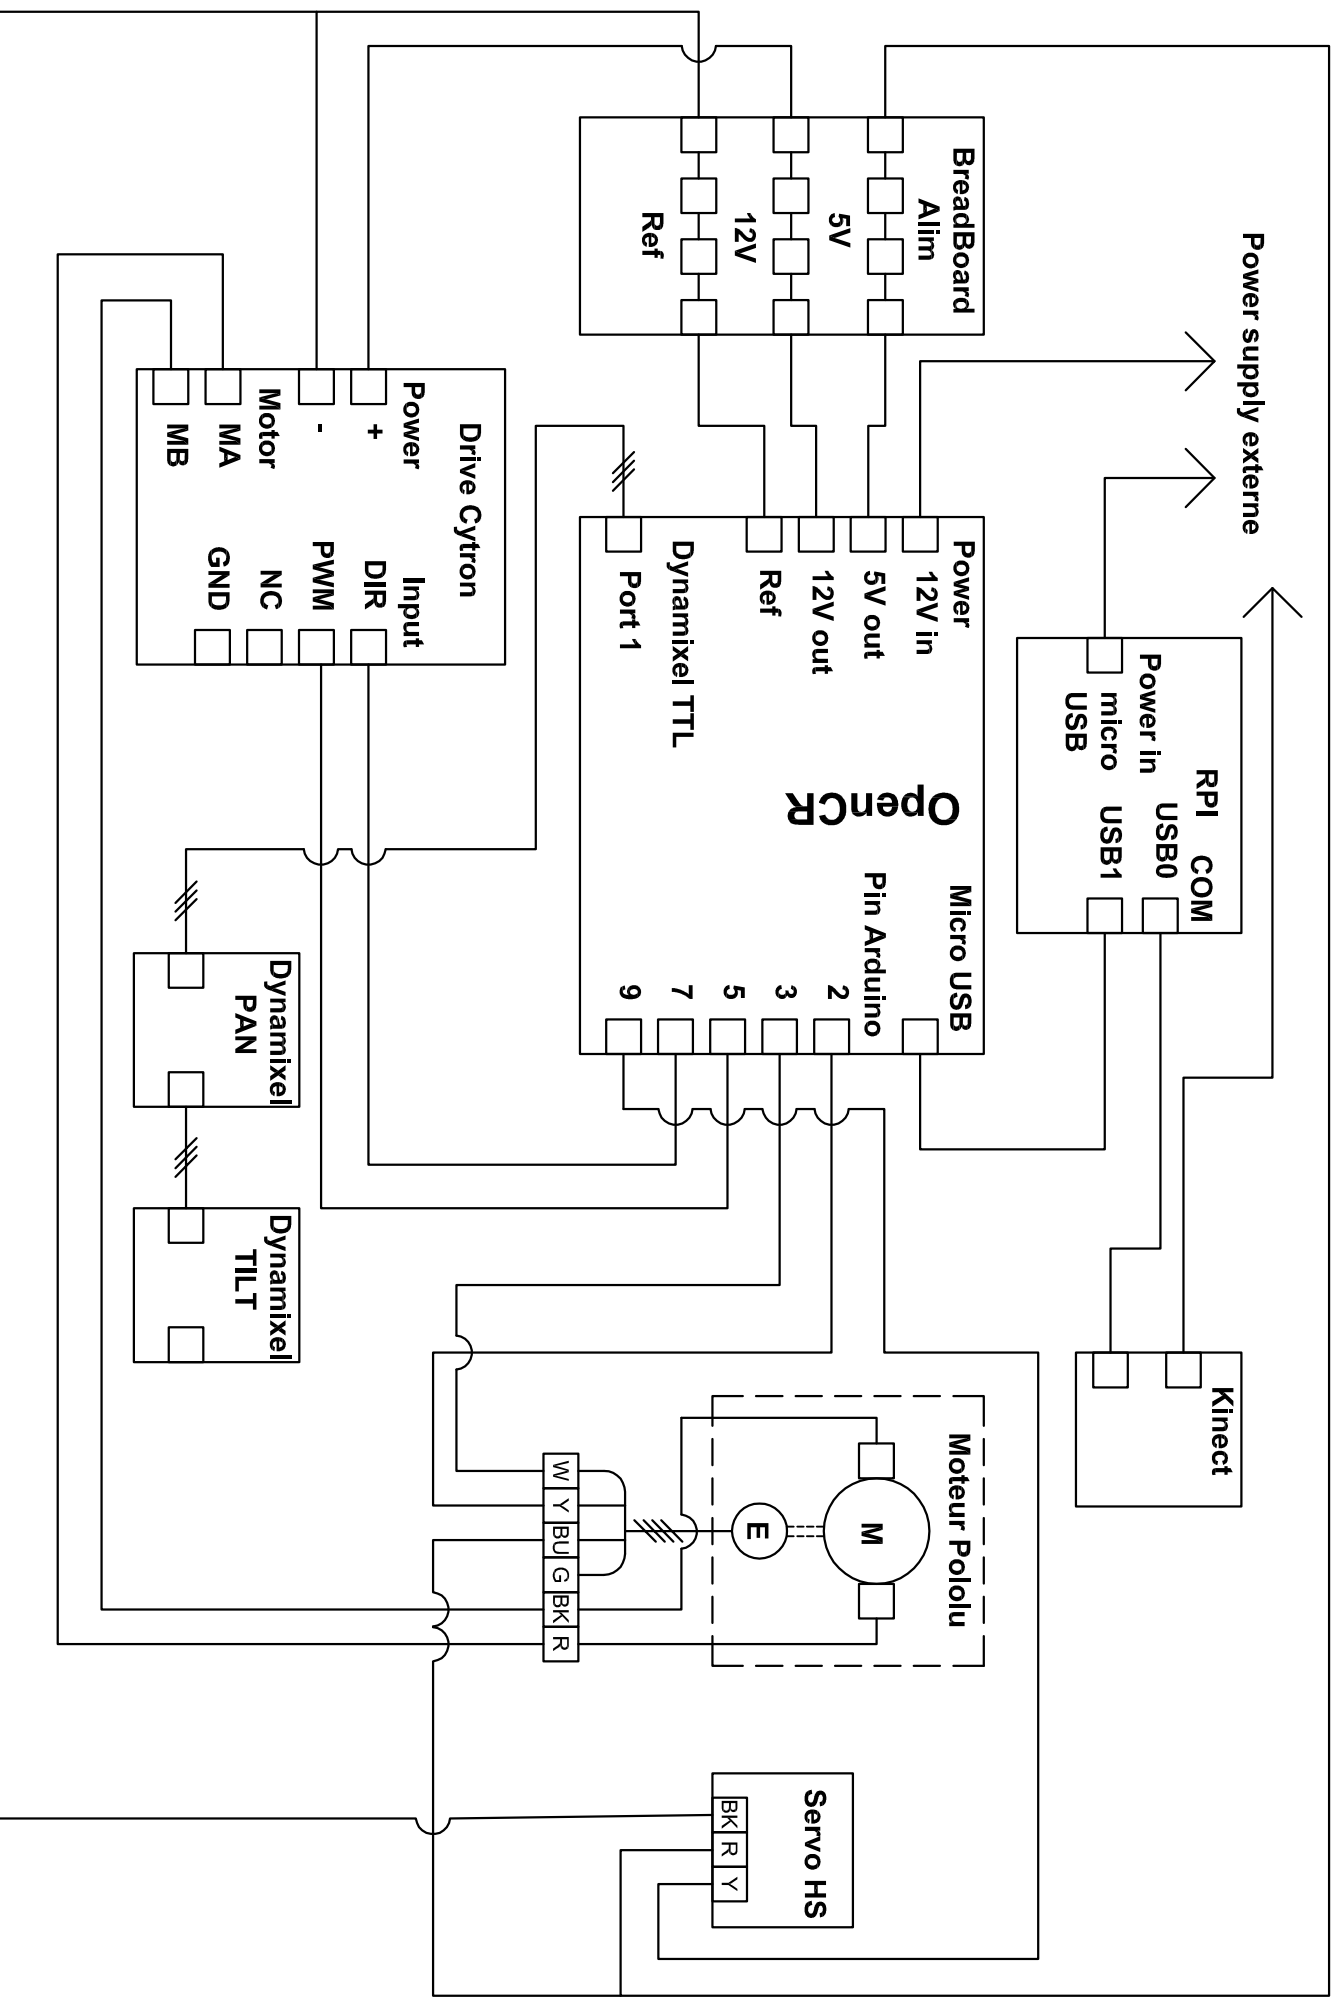 Power supply externe
BreadBoard
Alim
5V
12V
Ref
RPI
Power in
micro
USB
COM
USB0
USB1
Kinect
Power
12V in
5V out
12V out
Ref
Dynamixel TTL
Port 1
OpenCR
Micro USB
Pin Arduino
2
3
5
7
9
Moteur Pololu
M
E
W
Y
BU
G
BK
R
Servo HS
BK
R
Y
Drive Cytron
Power
+
-
Motor
MA
MB
Input
DIR
PWM
NC
GND
Dynamixel
PAN
Dynamixel
TILT